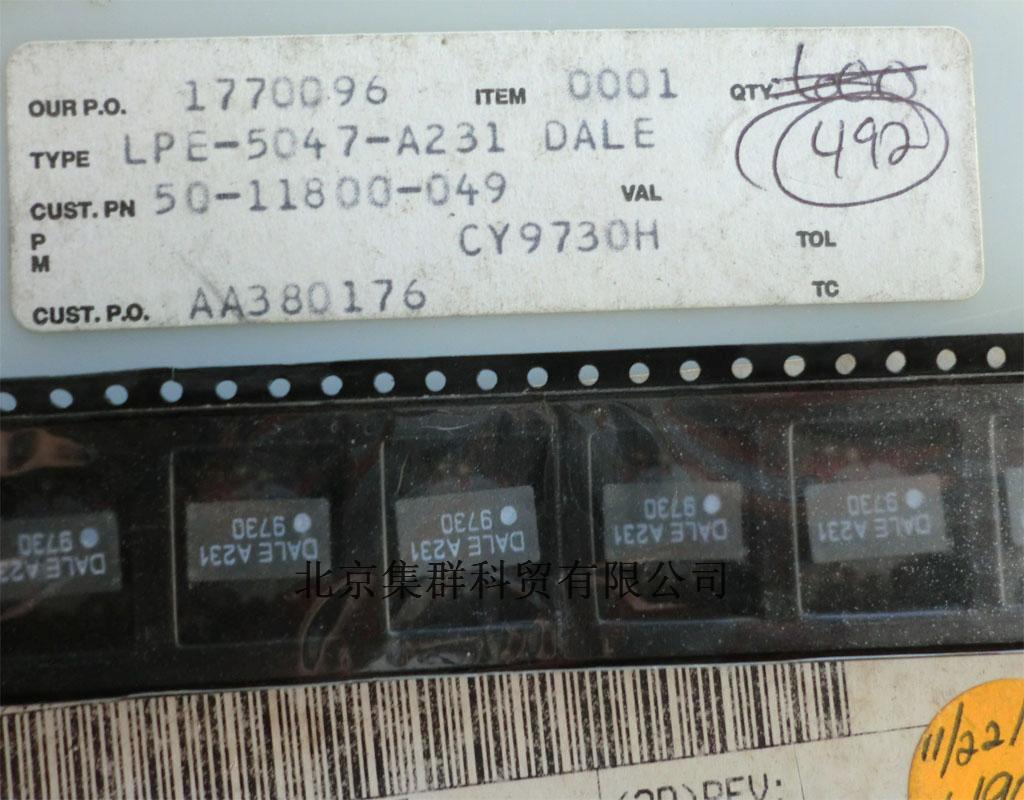 OUR P.O. 1770096 ITEM 0001 QTY 1000
492
TYPE LPE-5047-A231 DALE
CUST. PN 50-11800-049 VAL
P
M
CY9730H TOL
TC
CUST. P.O. AA380176
DALE A231
9730
DALE A231
9730
DALE A231
9730
DALE A231
9730
DALE A231
9730
北京集群科贸有限公司
11/22/
REV: